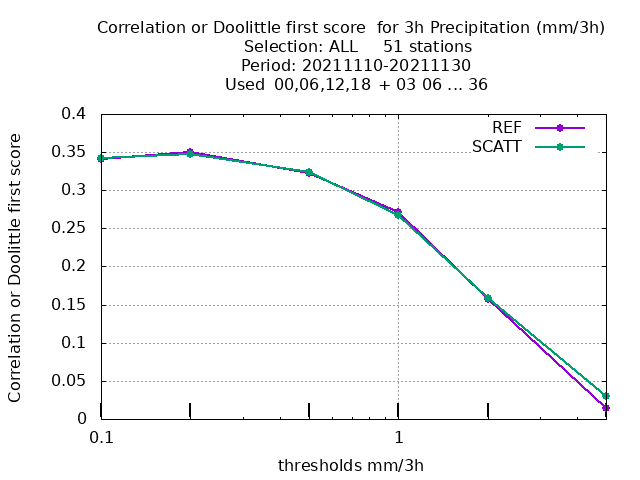 Correlation or Doolittle first score  for 3h Precipitation (mm/3h)
Selection: ALL     51 stations
Period: 20211110-20211130
Used  00,06,12,18  + 03 06 ... 36
Correlation or Doolittle first score
0.4
0.35
0.3
0.25
0.2
0.15
0.1
0.05
0
REF
SCATT
0.1
1
thresholds mm/3h